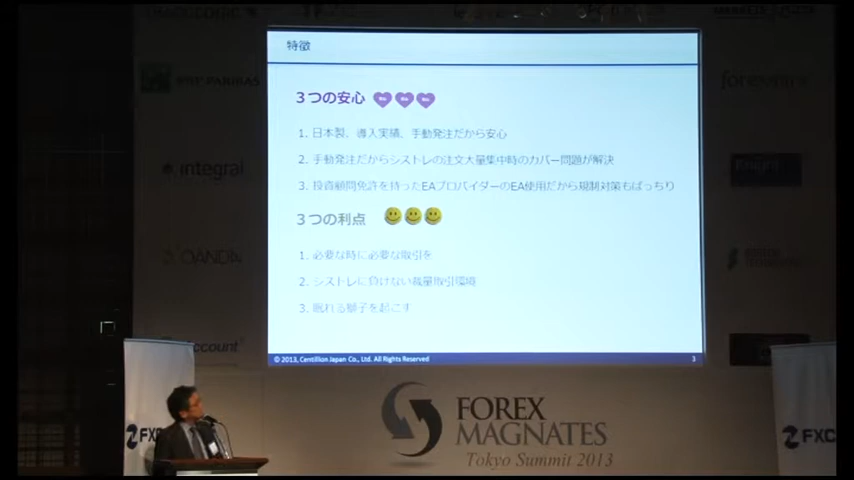 特徴
3つの安心
1. 日本製、導入実績、手動発注だから安心
2. 手動発注だからシストレの注文大量集中時のカバー問題が解決
3. 投資顧問免許を持ったEAプロバイダーのEA使用だから規制対策もばっちり
3つの利点
1. 必要な時に必要な取引を
2. シストレに負けない裁量取引環境
3. 眠れる獅子を起こす
© 2013, Centillion Japan Co., Ltd. All Rights Reserved
3
BNP PARIBAS
integral
OANDA
account
FOREX
MAGNATES
Tokyo Summit 2013
FXC
FXC